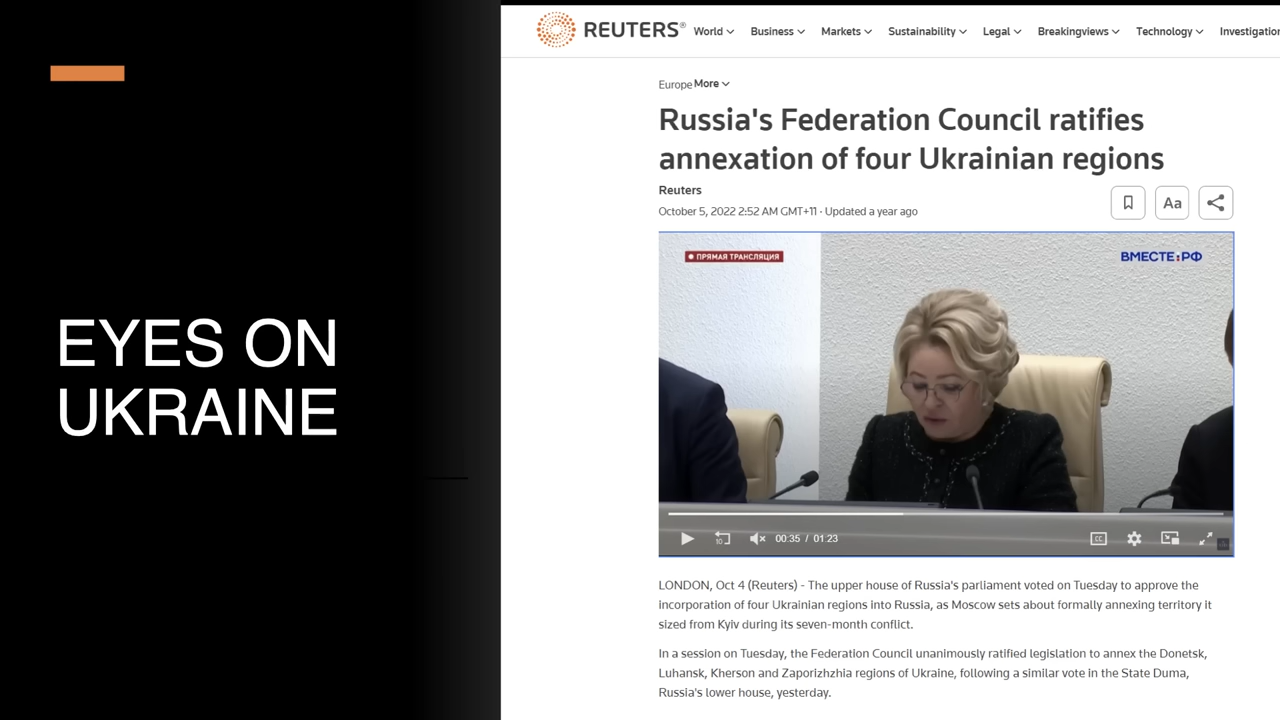 EYES ON
UKRAINE
REUTERS®
World
Business
Markets
Sustainability
Legal
Breakingviews
Technology
Investigation
Europe More
Russia's Federation Council ratifies
annexation of four Ukrainian regions
Reuters
October 5, 2022 2:52 AM GMT+11 · Updated a year ago
Aa
ПРЯМАЯ ТРАНСЛЯЦИЯ
ВМЕСТЕ:РФ
10
00:35 / 01:23
CC
LONDON, Oct 4 (Reuters) - The upper house of Russia's parliament voted on Tuesday to approve the
incorporation of four Ukrainian regions into Russia, as Moscow sets about formally annexing territory it
sized from Kyiv during its seven-month conflict.
In a session on Tuesday, the Federation Council unanimously ratified legislation to annex the Donetsk,
Luhansk, Kherson and Zaporizhzhia regions of Ukraine, following a similar vote in the State Duma,
Russia's lower house, yesterday.